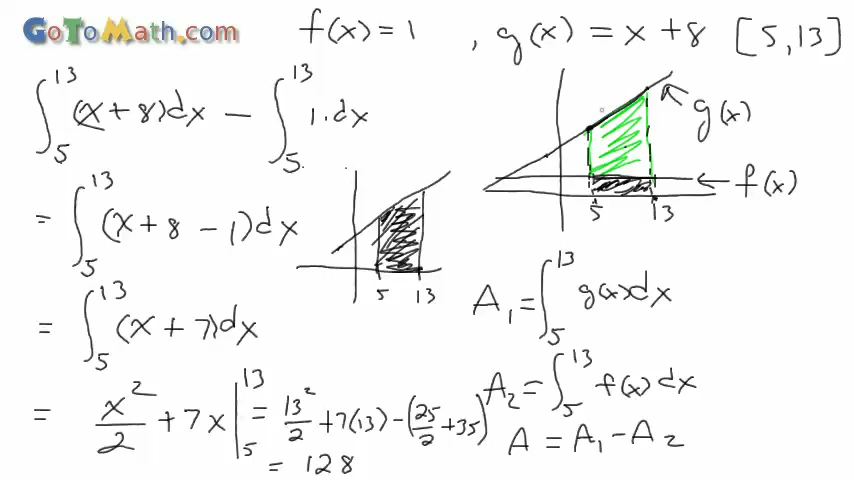 GoToMath.com
f(x) = 1 , g(x) = x + 8 [5, 13]
∫₅¹³ (x + 8)dx − ∫₅¹³ 1·dx
g(x)
f(x)
5 13
= ∫₅¹³ (x + 8 − 1)dx
5 13
A₁ = ∫₅¹³ g(x)dx
= ∫₅¹³ (x + 7)dx
A₂ = ∫₅¹³ f(x)dx
= x²/2 + 7x |₅¹³ = 13²/2 + 7(13) − (25/2 + 35)
A = A₁ − A₂
= 128